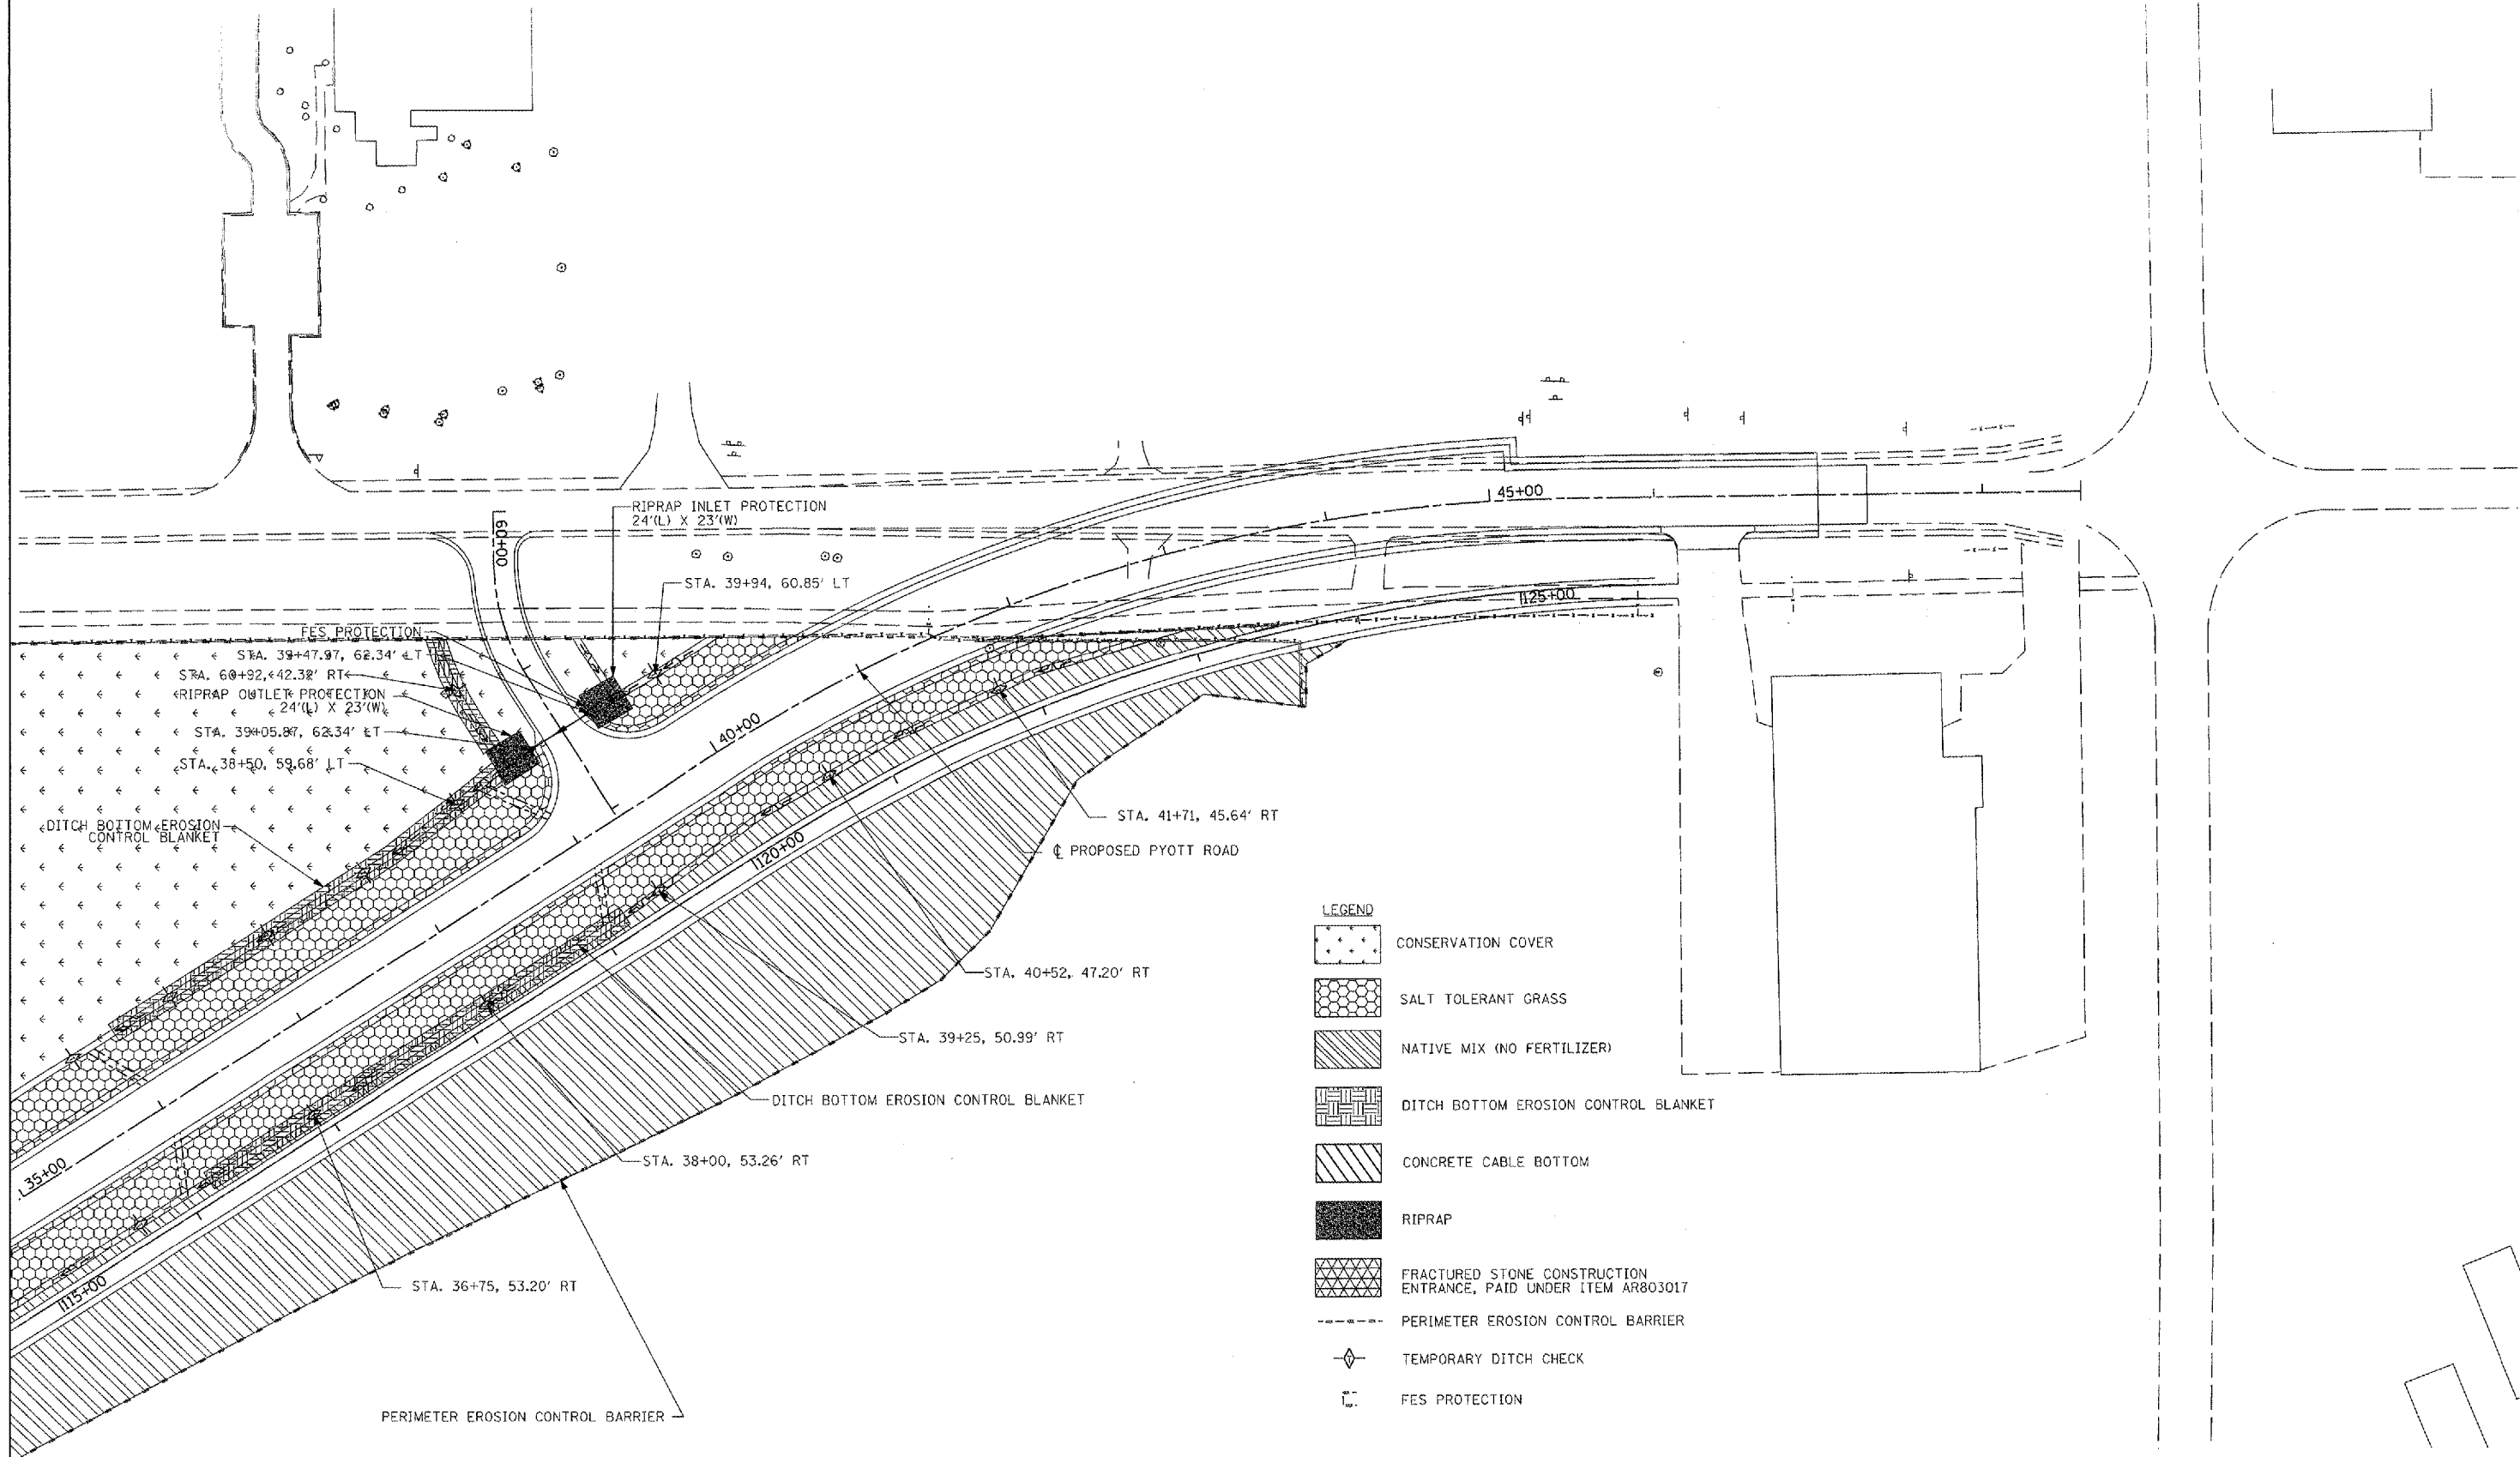 RIPRAP INLET PROTECTION
24'(L) X 23'(W)
45+00
60+00
STA. 39+94, 60.85' LT
125+00
FES PROTECTION
STA. 39+47.97, 62.34' LT
STA. 60+92, 42.32' RT
RIPRAP OUTLET PROTECTION
24'(L) X 23'(W)
STA. 39+05.87, 62.34' LT
STA. 38+50, 59.68' LT
40+00
DITCH BOTTOM EROSION
CONTROL BLANKET
STA. 41+71, 45.64' RT
℄ PROPOSED PYOTT ROAD
120+00
STA. 40+52, 47.20' RT
STA. 39+25, 50.99' RT
DITCH BOTTOM EROSION CONTROL BLANKET
STA. 38+00, 53.26' RT
35+00
STA. 36+75, 53.20' RT
115+00
PERIMETER EROSION CONTROL BARRIER
LEGEND
CONSERVATION COVER
SALT TOLERANT GRASS
NATIVE MIX (NO FERTILIZER)
DITCH BOTTOM EROSION CONTROL BLANKET
CONCRETE CABLE BOTTOM
RIPRAP
FRACTURED STONE CONSTRUCTION
ENTRANCE, PAID UNDER ITEM AR803017
PERIMETER EROSION CONTROL BARRIER
TEMPORARY DITCH CHECK
FES PROTECTION